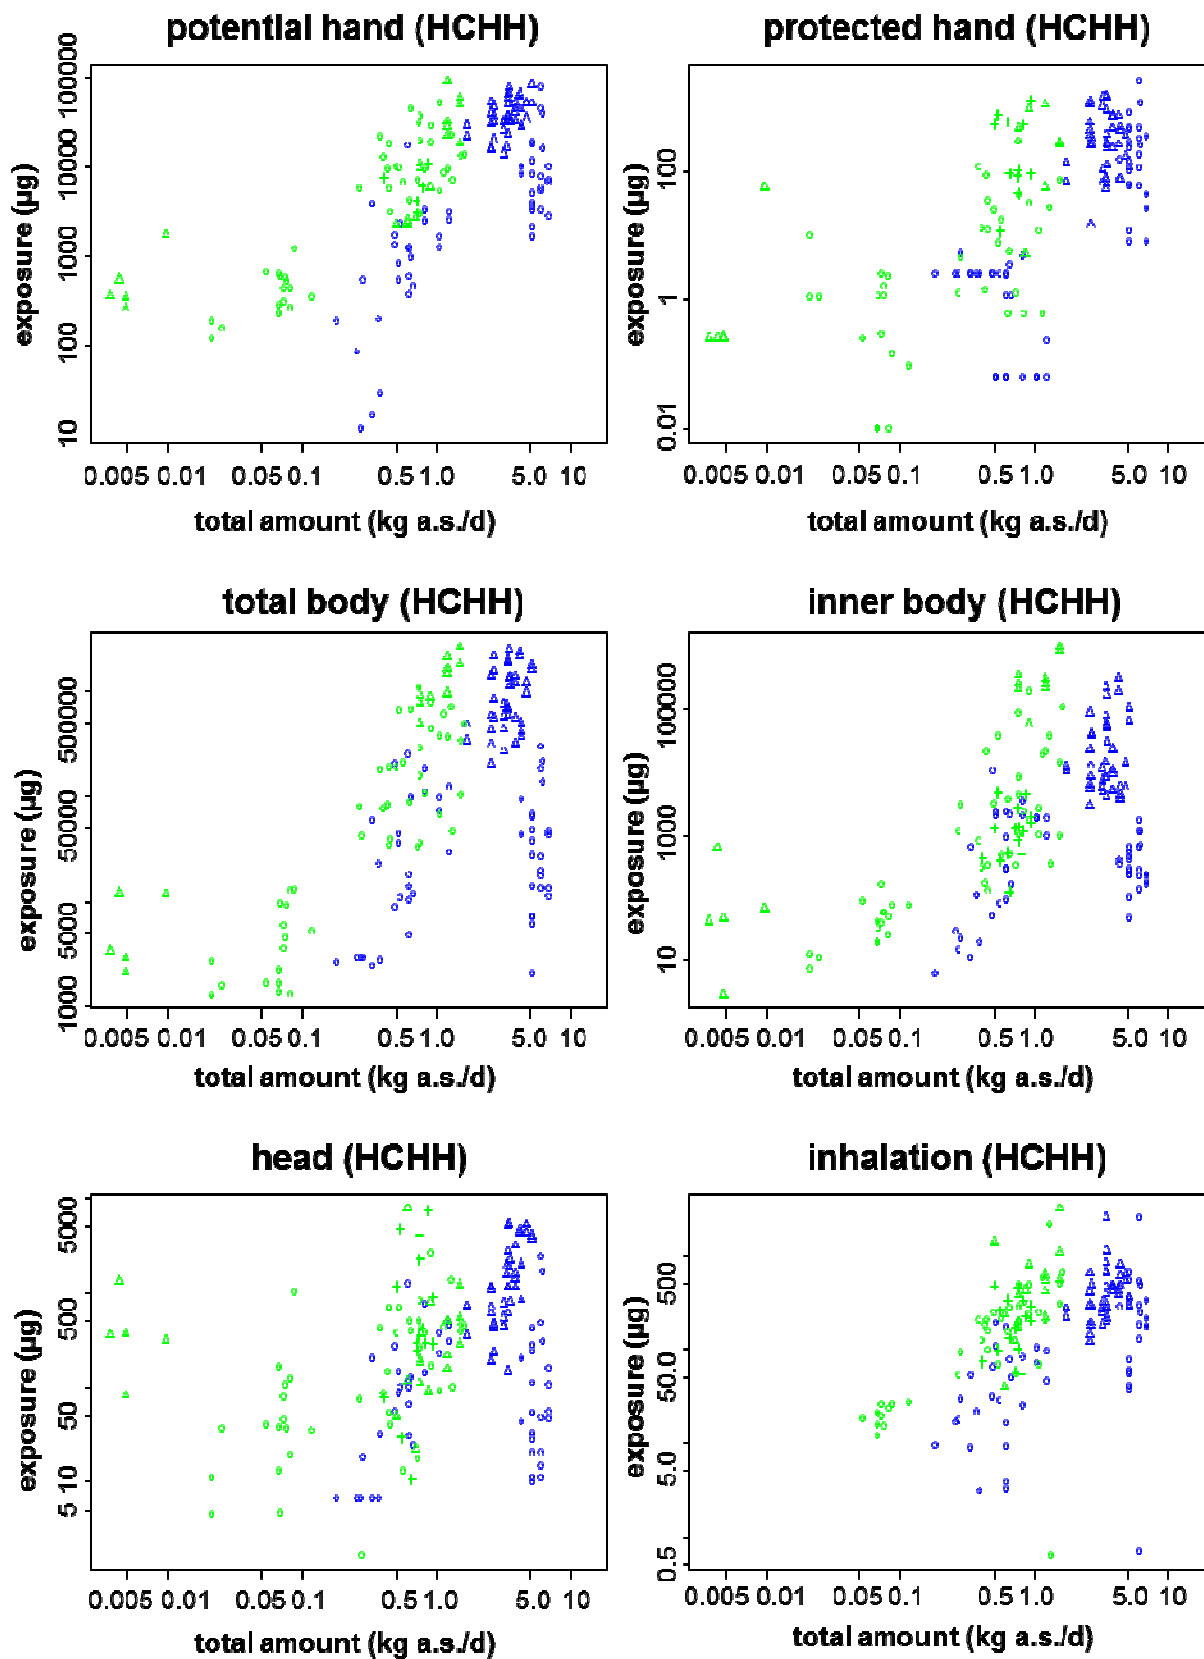 potential hand (HCHH)
exposure (µg)
100000
10000
1000
100
10
0.005 0.01 0.05 0.1 0.5 1.0 5.0 10
total amount (kg a.s./d)
protected hand (HCHH)
exposure (µg)
100
1
0.01
0.005 0.01 0.05 0.1 0.5 1.0 5.0 10
total amount (kg a.s./d)
total body (HCHH)
exposure (µg)
500000
50000
5000
1000
0.005 0.01 0.05 0.1 0.5 1.0 5.0 10
total amount (kg a.s./d)
inner body (HCHH)
exposure (µg)
100000
1000
10
0.005 0.01 0.05 0.1 0.5 1.0 5.0 10
total amount (kg a.s./d)
head (HCHH)
exposure (µg)
5000
500
50
5 10
0.005 0.01 0.05 0.1 0.5 1.0 5.0 10
total amount (kg a.s./d)
inhalation (HCHH)
exposure (µg)
500.0
50.0
5.0
0.5
0.005 0.01 0.05 0.1 0.5 1.0 5.0 10
total amount (kg a.s./d)